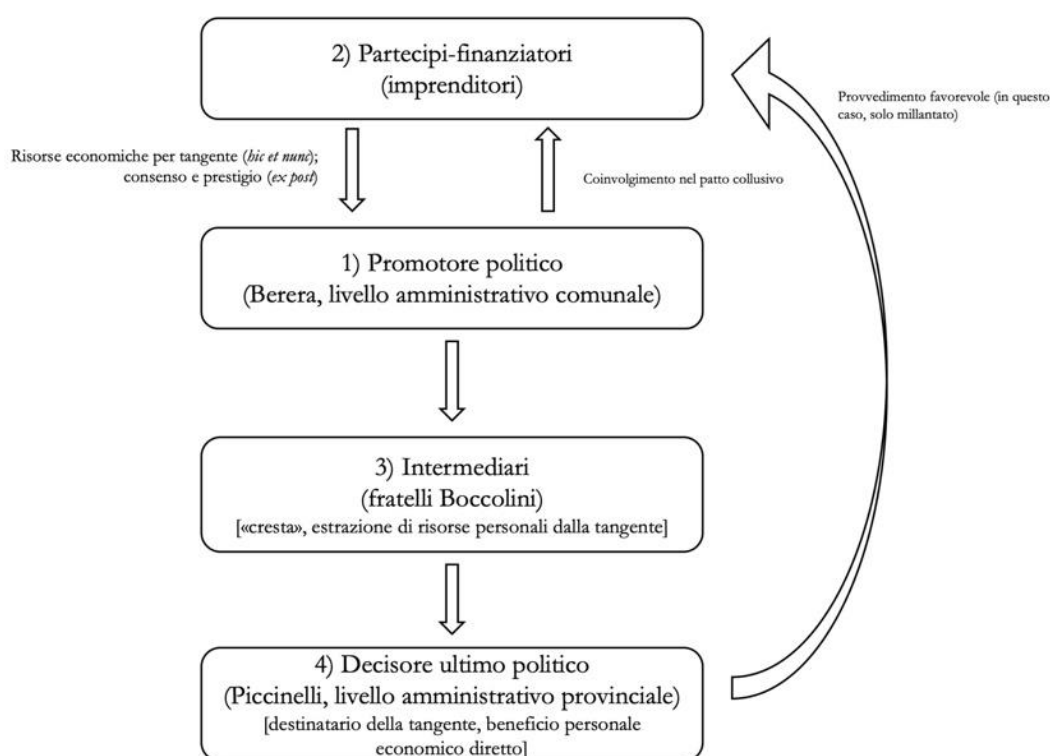 2) Partecipi-finanziatori
(imprenditori)
Provvedimento favorevole (in questo
caso, solo millantato)
Risorse economiche per tangente (hic et nunc);
consenso e prestigio (ex post)
Coinvolgimento nel patto collusivo
1) Promotore politico
(Berera, livello amministrativo comunale)
3) Intermediari
(fratelli Boccolini)
[«cresta», estrazione di risorse personali dalla tangente]
4) Decisore ultimo politico
(Piccinelli, livello amministrativo provinciale)
[destinatario della tangente, beneficio personale
economico diretto]